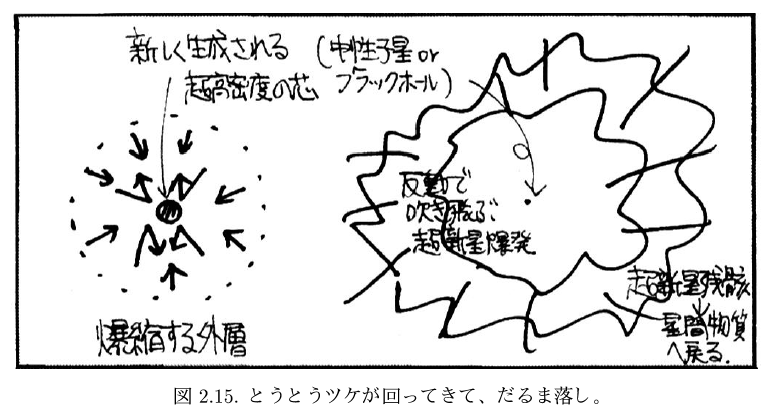 新しく生成される
超高密度の芯
(中性子星or
ブラックホール)
爆縮する外層
反動で
吹き飛ぶ
超新星爆発
超新星残骸
星間物質
へ戻る.
図 2.15. とうとうツケが回ってきて、だるま落し。